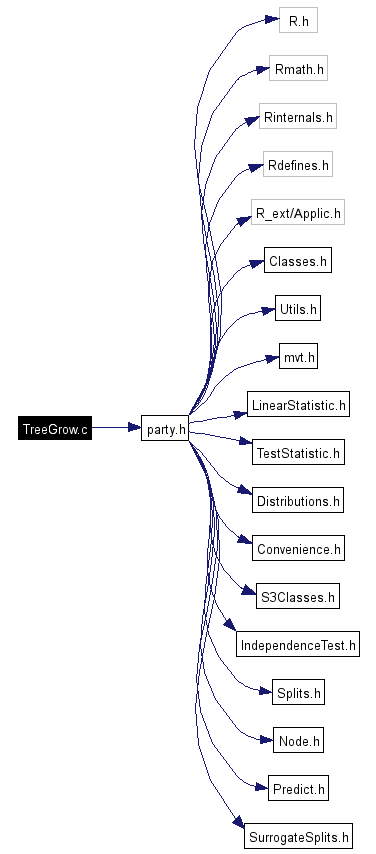 R.h
Rmath.h
Rinternals.h
Rdefines.h
R_ext/Applic.h
Classes.h
Utils.h
mvt.h
LinearStatistic.h
TreeGrow.c
party.h
TestStatistic.h
Distributions.h
Convenience.h
S3Classes.h
IndependenceTest.h
Splits.h
Node.h
Predict.h
SurrogateSplits.h